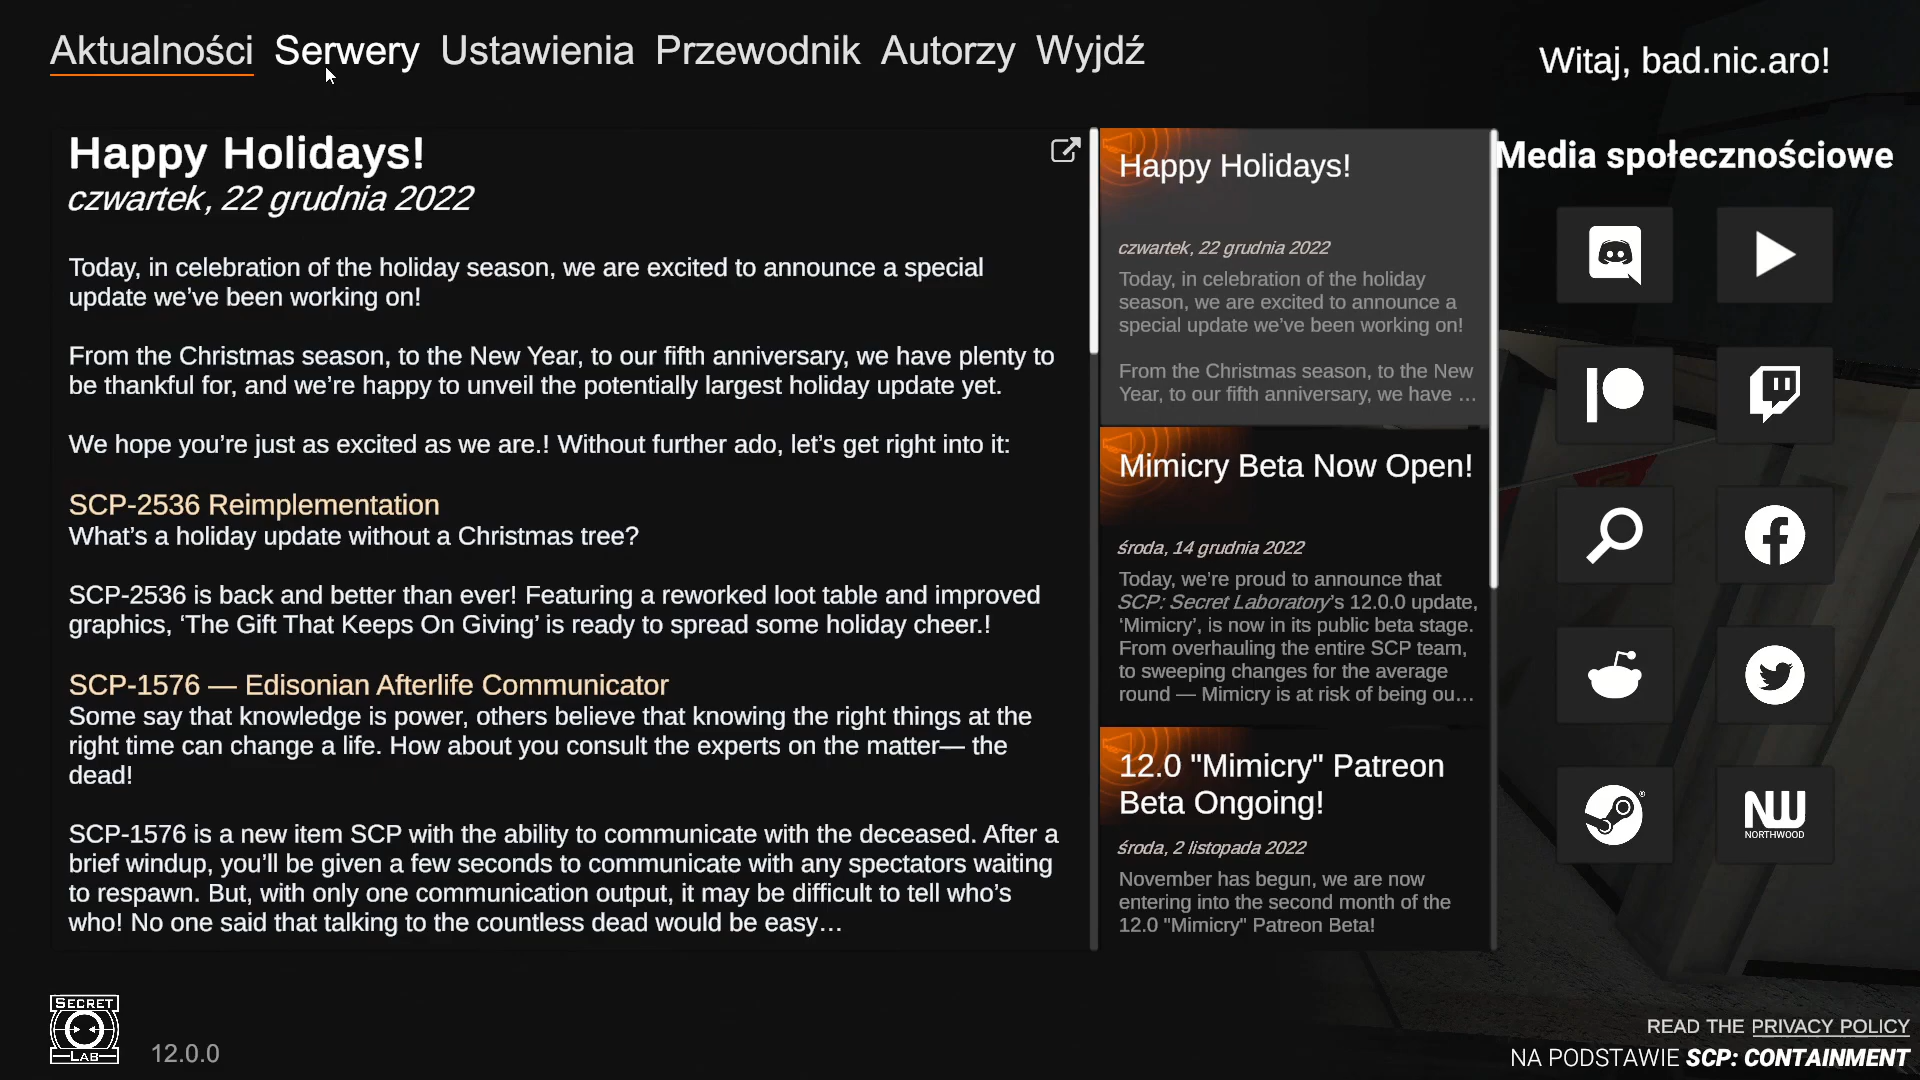 Aktualności Serwery Ustawienia Przewodnik Autorzy Wyjdź
Witaj, bad.nic.aro!
Happy Holidays!
czwartek, 22 grudnia 2022
Today, in celebration of the holiday season, we are excited to announce a special
update we’ve been working on!
From the Christmas season, to the New Year, to our fifth anniversary, we have plenty to
be thankful for, and we’re happy to unveil the potentially largest holiday update yet.
We hope you’re just as excited as we are.! Without further ado, let’s get right into it:
SCP-2536 Reimplementation
What’s a holiday update without a Christmas tree?
SCP-2536 is back and better than ever! Featuring a reworked loot table and improved
graphics, ‘The Gift That Keeps On Giving’ is ready to spread some holiday cheer.!
SCP-1576 — Edisonian Afterlife Communicator
Some say that knowledge is power, others believe that knowing the right things at the
right time can change a life. How about you consult the experts on the matter— the
dead!
SCP-1576 is a new item SCP with the ability to communicate with the deceased. After a
brief windup, you’ll be given a few seconds to communicate with any spectators waiting
to respawn. But, with only one communication output, it may be difficult to tell who’s
who! No one said that talking to the countless dead would be easy…
Happy Holidays!
czwartek, 22 grudnia 2022
Today, in celebration of the holiday
season, we are excited to announce a
special update we’ve been working on!
From the Christmas season, to the New
Year, to our fifth anniversary, we have …
Mimicry Beta Now Open!
środa, 14 grudnia 2022
Today, we’re proud to announce that
SCP: Secret Laboratory’s 12.0.0 update,
‘Mimicry’, is now in its public beta stage.
From overhauling the entire SCP team,
to sweeping changes for the average
round — Mimicry is at risk of being ou…
12.0 "Mimicry" Patreon
Beta Ongoing!
środa, 2 listopada 2022
November has begun, we are now
entering into the second month of the
12.0 "Mimicry" Patreon Beta!
Media społecznościowe
NW
NORTHWOOD
SECRET
LAB
12.0.0
READ THE PRIVACY POLICY
NA PODSTAWIE SCP: CONTAINMENT